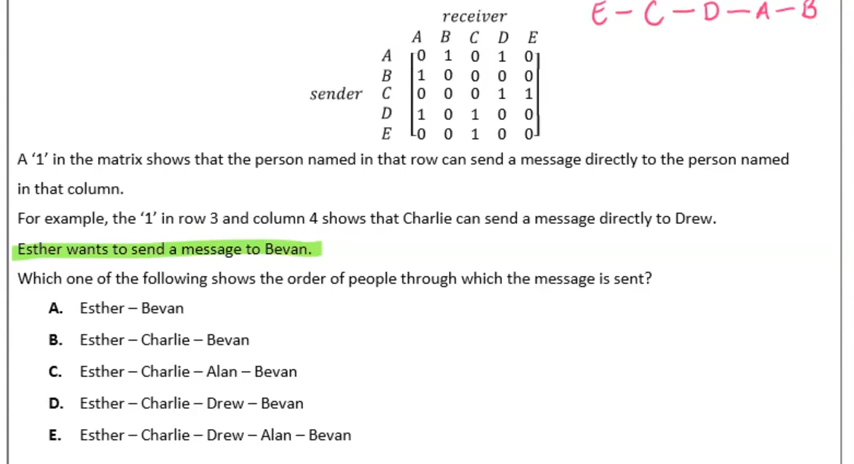 receiver
E – C – D – A – B
A B C D E
A 0 1 0 1 0
B 1 0 0 0 0
sender C 0 0 0 1 1
D 1 0 1 0 0
E 0 0 1 0 0
A ‘1’ in the matrix shows that the person named in that row can send a message directly to the person named
in that column.
For example, the ‘1’ in row 3 and column 4 shows that Charlie can send a message directly to Drew.
Esther wants to send a message to Bevan.
Which one of the following shows the order of people through which the message is sent?
A. Esther – Bevan
B. Esther – Charlie – Bevan
C. Esther – Charlie – Alan – Bevan
D. Esther – Charlie – Drew – Bevan
E. Esther – Charlie – Drew – Alan – Bevan